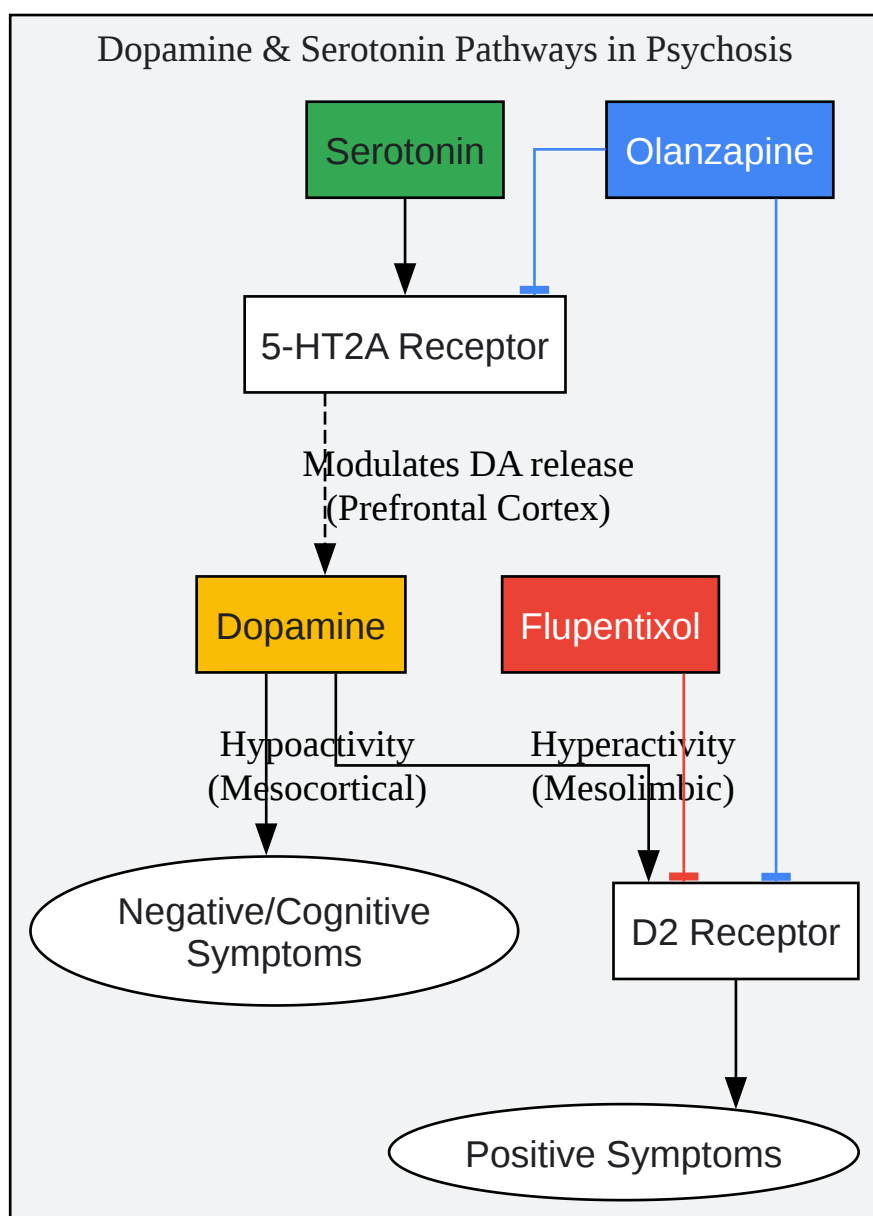 Dopamine & Serotonin Pathways in Psychosis
Serotonin
Olanzapine
5-HT2A Receptor
Modulates DA release
(Prefrontal Cortex)
Dopamine
Flupentixol
Hypoactivity
(Mesocortical)
Hyperactivity
(Mesolimbic)
Negative/Cognitive
Symptoms
D2 Receptor
Positive Symptoms